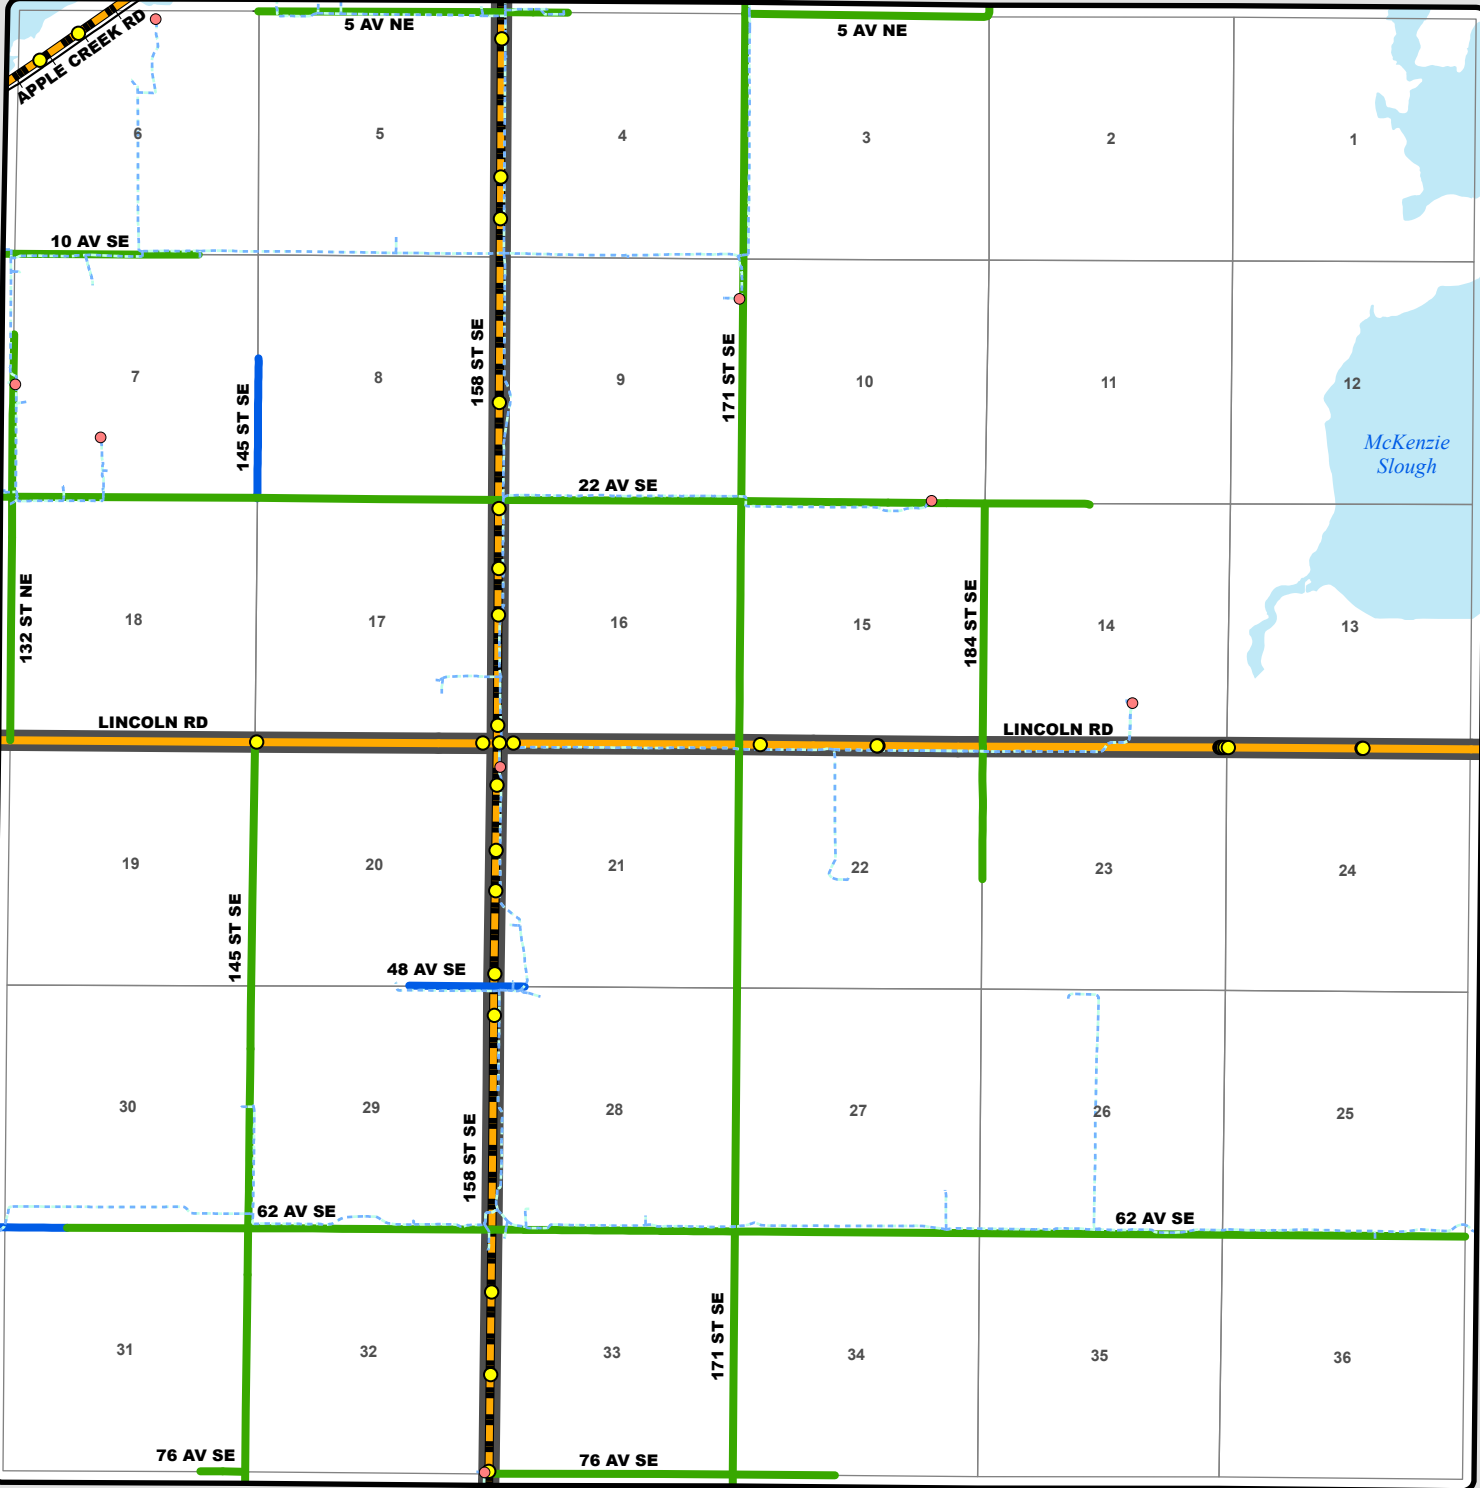 APPLE CREEK RD
5 AV NE
5 AV NE
6
5
4
3
2
1
10 AV SE
158 ST SE
171 ST SE
145 ST SE
7
8
9
10
11
12
McKenzie
Slough
22 AV SE
132 ST NE
184 ST SE
18
17
16
15
14
13
LINCOLN RD
LINCOLN RD
19
20
21
22
23
24
145 ST SE
48 AV SE
30
29
28
27
26
25
158 ST SE
62 AV SE
62 AV SE
171 ST SE
31
32
33
34
35
36
76 AV SE
76 AV SE